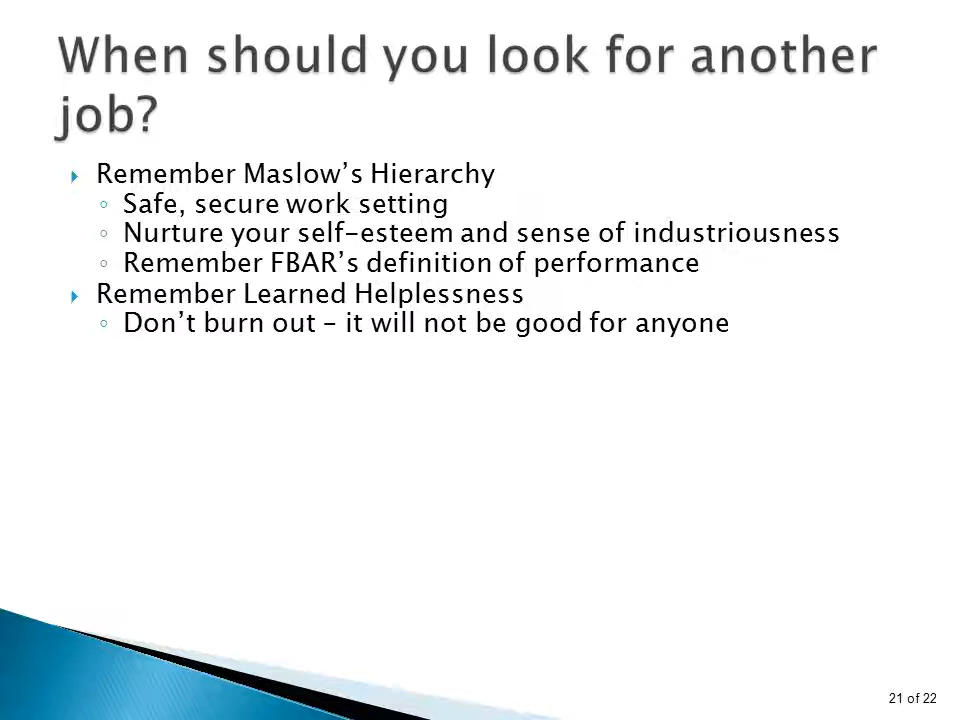 When should you look for another
job?
Remember Maslow's Hierarchy
Safe, secure work setting
Nurture your self-esteem and sense of industriousness
Remember FBAR's definition of performance
Remember Learned Helplessness
Don't burn out – it will not be good for anyone
21 of 22